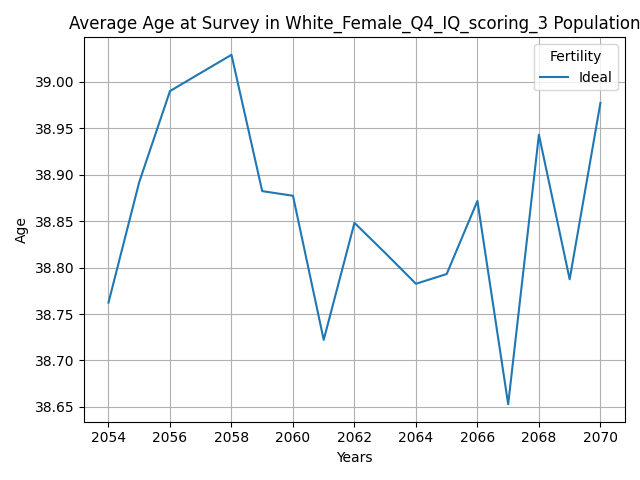 Average Age at Survey in White_Female_Q4_IQ_scoring_3 Population
Fertility
Ideal
39.00
38.95
38.90
38.85
38.80
38.75
38.70
38.65
Age
2054 2056 2058 2060 2062 2064 2066 2068 2070
Years